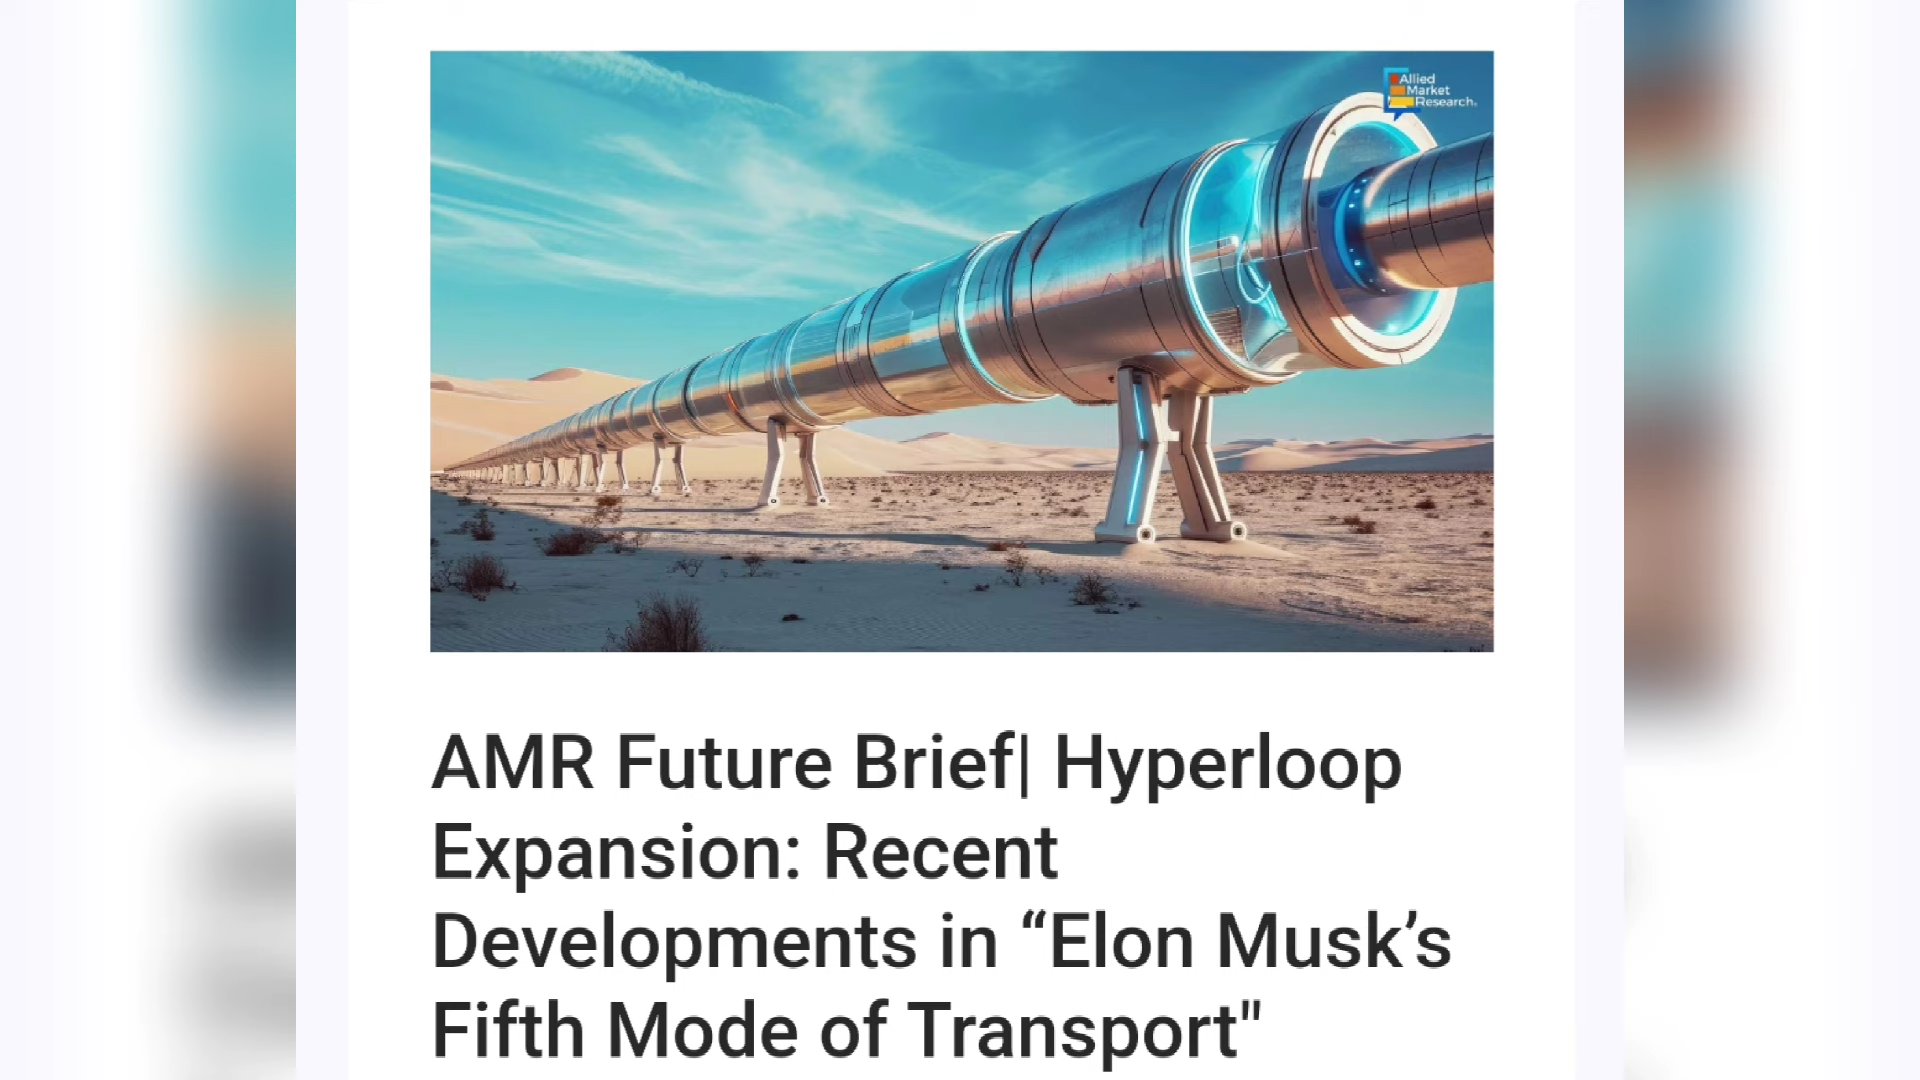 Allied
Market
Research
AMR Future Brief| Hyperloop
Expansion: Recent
Developments in “Elon Musk’s
Fifth Mode of Transport"